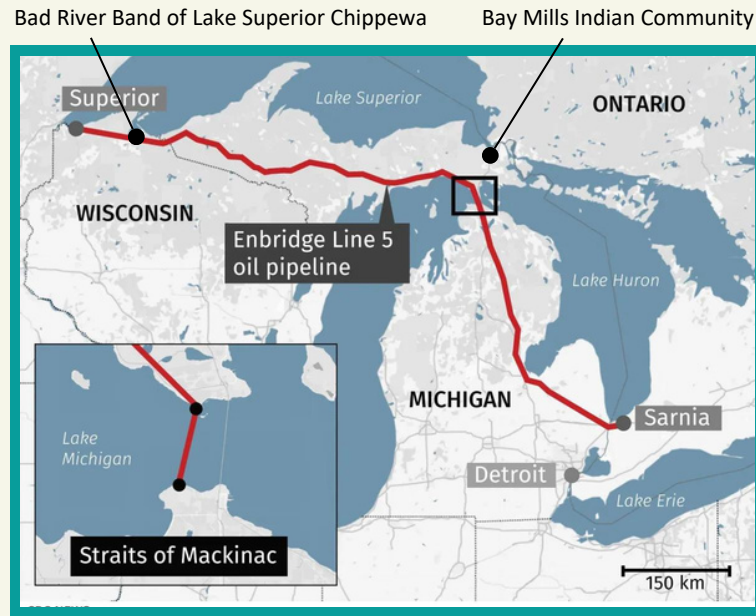 Bad River Band of Lake Superior Chippewa
Bay Mills Indian Community
Superior
Lake Superior
ONTARIO
WISCONSIN
Enbridge Line 5
oil pipeline
Lake Huron
MICHIGAN
Sarnia
Lake
Michigan
Detroit
Lake Erie
Straits of Mackinac
150 km